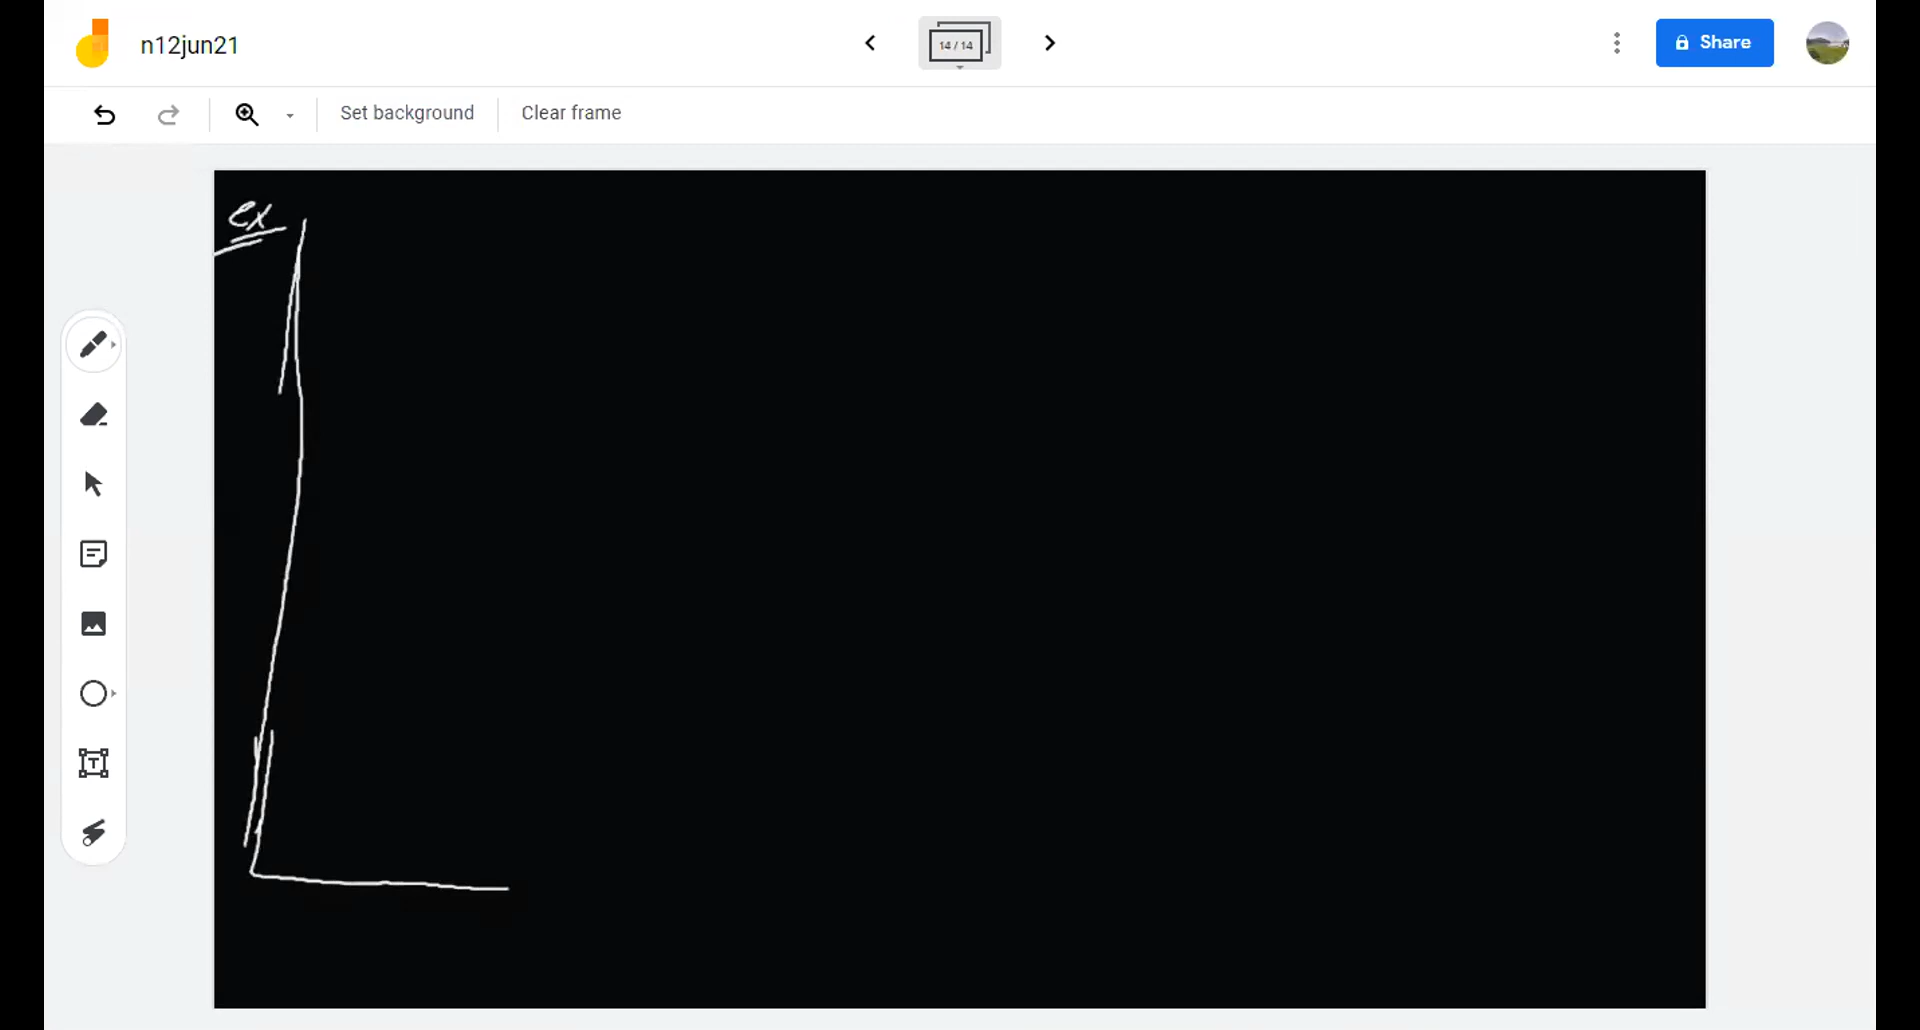 n12jun21
14 / 14
Share
Set background
Clear frame
ex